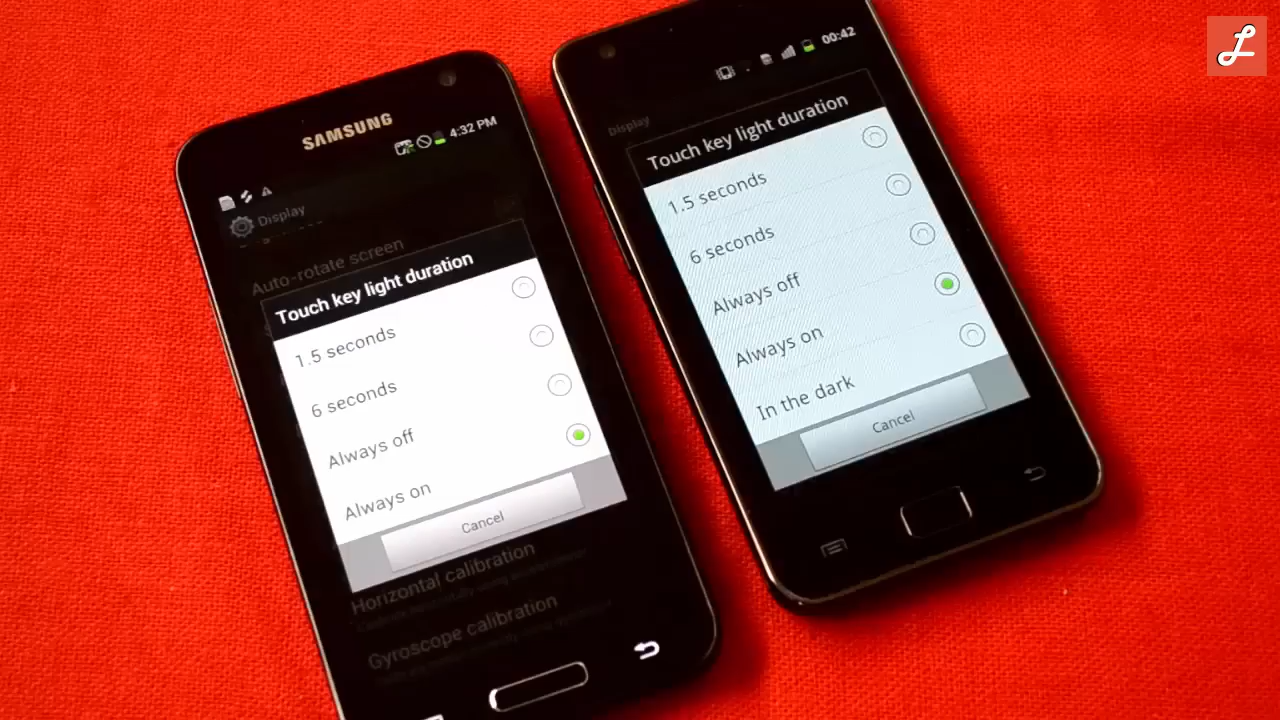 SAMSUNG
4:32 PM
Display
Auto-rotate screen
Touch key light duration
1.5 seconds
6 seconds
Always off
Always on
Cancel
Horizontal calibration
Gyroscope calibration
00:42
Display
Touch key light duration
1.5 seconds
6 seconds
Always off
Always on
In the dark
Cancel
L